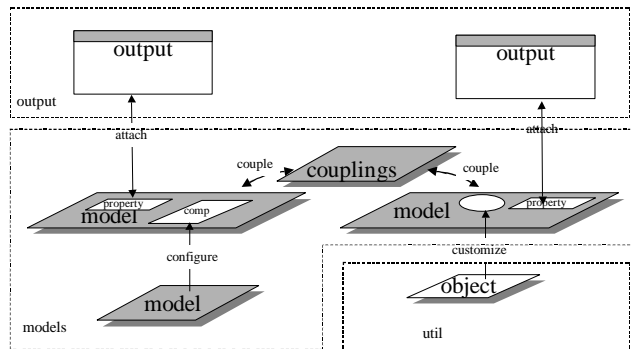 output
output
output
attach
attach
couple
couplings
couple
property
model
comp
model
property
configure
customize
model
object
models
util